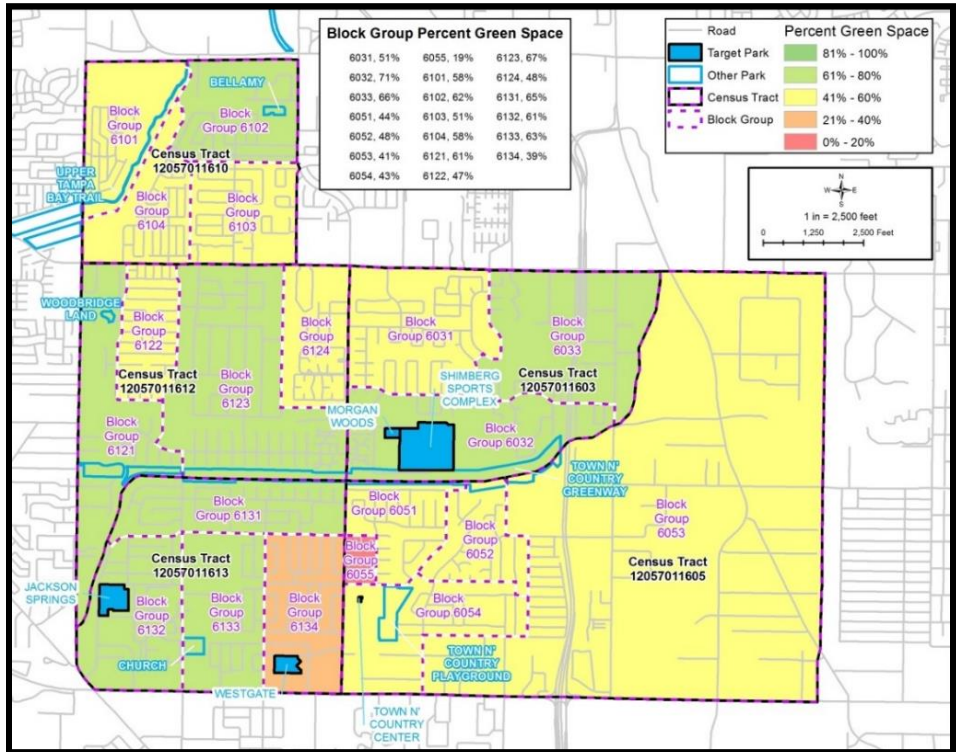 Block Group Percent Green Space
6031, 51% 6055, 19% 6123, 67%
6032, 71% 6101, 58% 6124, 48%
6033, 66% 6102, 62% 6131, 65%
6051, 44% 6103, 51% 6132, 61%
6052, 48% 6104, 58% 6133, 63%
6053, 41% 6121, 61% 6134, 39%
6054, 43% 6122, 47%
Road
Target Park
Other Park
Census Tract
Block Group
Percent Green Space
81% - 100%
61% - 80%
41% - 60%
21% - 40%
0% - 20%
N
W E
S
1 in = 2,500 feet
0 1,250 2,500 Feet
BELLAMY
Block
Group
6101
Block
Group 6102
Census Tract
12057011610
UPPER
TAMPA
BAY TRAIL
Block
Group
6104
Block
Group
6103
WOODBRIDGE
LAND
Block
Group
6122
Block
Group
6124
Block
Group 6031
Block
Group
6033
Census Tract
12057011612
Block
Group
6123
SHIMBERG
SPORTS
COMPLEX
Census Tract
12057011603
MORGAN
WOODS
Block
Group 6032
Block
Group
6121
TOWN N'
COUNTRY
GREENWAY
Block
Group 6131
Block
Group 6051
Block
Group
6052
Block
Group
6053
Census Tract
12057011613
Block
Group
6055
Census Tract
12057011605
JACKSON
SPRINGS
Block
Group
6132
Block
Group
6133
Block
Group
6134
Block
Group 6054
CHURCH
WESTGATE
TOWN N'
COUNTRY
PLAYGROUND
TOWN N'
COUNTRY
CENTER